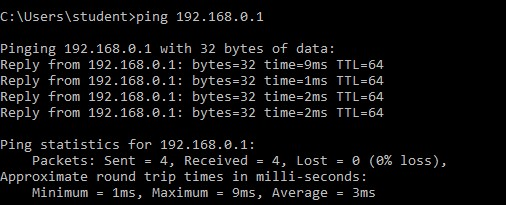 C:\Users\student>ping 192.168.0.1
Pinging 192.168.0.1 with 32 bytes of data:
Reply from 192.168.0.1: bytes=32 time=9ms TTL=64
Reply from 192.168.0.1: bytes=32 time=1ms TTL=64
Reply from 192.168.0.1: bytes=32 time=2ms TTL=64
Reply from 192.168.0.1: bytes=32 time=2ms TTL=64
Ping statistics for 192.168.0.1:
    Packets: Sent = 4, Received = 4, Lost = 0 (0% loss),
Approximate round trip times in milli-seconds:
    Minimum = 1ms, Maximum = 9ms, Average = 3ms